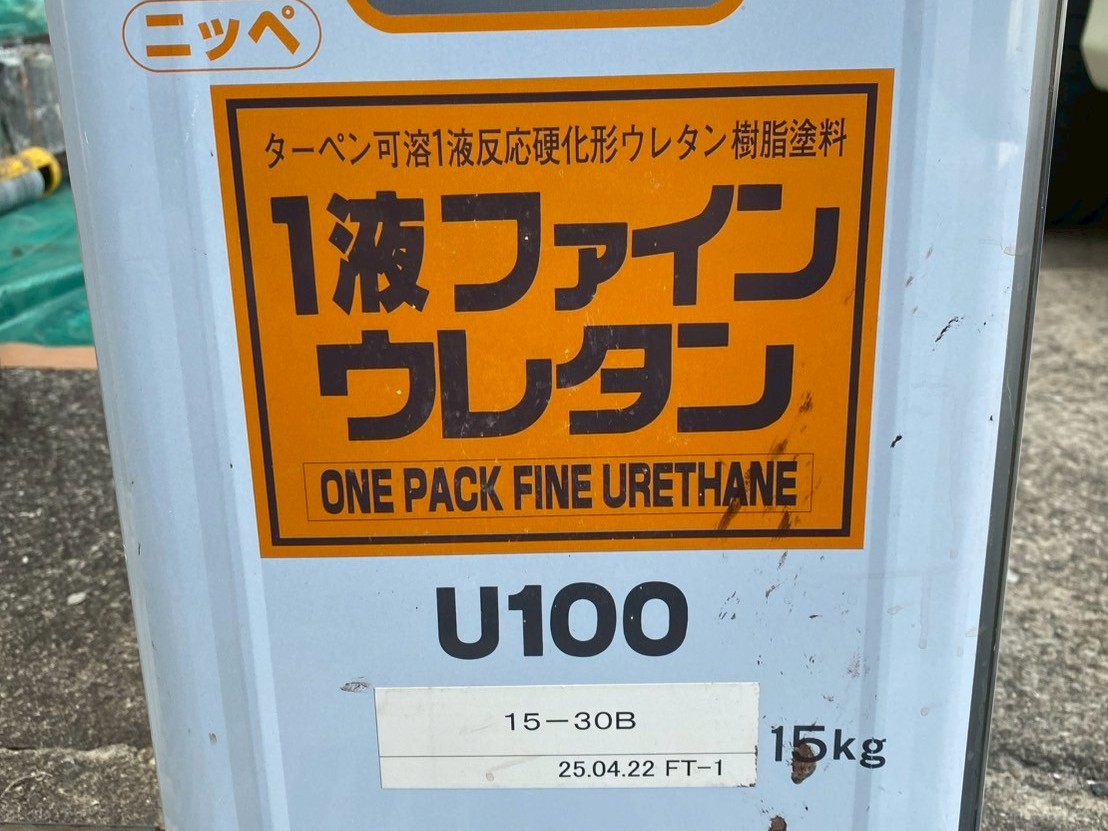 ニッペ
ターペン可溶1液反応硬化形ウレタン樹脂塗料
1液ファイン
ウレタン
ONE PACK FINE URETHANE
U100
15-30B
25.04.22 FT-1
15kg